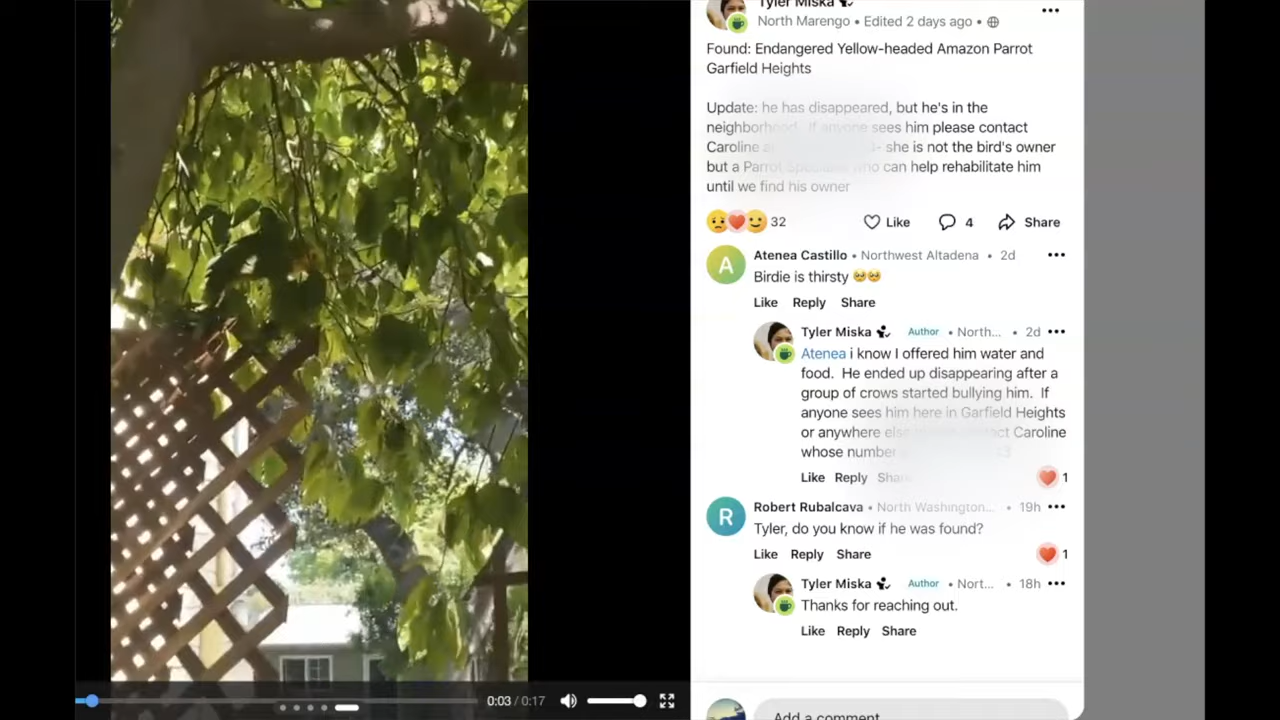 Tyler Miska
North Marengo • Edited 2 days ago •
Found: Endangered Yellow-headed Amazon Parrot
Garfield Heights
Update: he has disappeared, but he's in the
neighborhood. If anyone sees him please contact
Caroline - she is not the bird's owner
but a Parrot Specialist who can help rehabilitate him
until we find his owner
32 Like 4 Share
A Atenea Castillo • Northwest Altadena • 2d
Birdie is thirsty
Like Reply Share
Tyler Miska Author • North... • 2d
Atenea i know I offered him water and
food. He ended up disappearing after a
group of crows started bullying him. If
anyone sees him here in Garfield Heights
or anywhere Caroline
whose number
Like Reply Share 1
R Robert Rubalcava • North Washington... • 19h
Tyler, do you know if he was found?
Like Reply Share 1
Tyler Miska Author • Nort... • 18h
Thanks for reaching out.
Like Reply Share
0:03 / 0:17
Add a comment